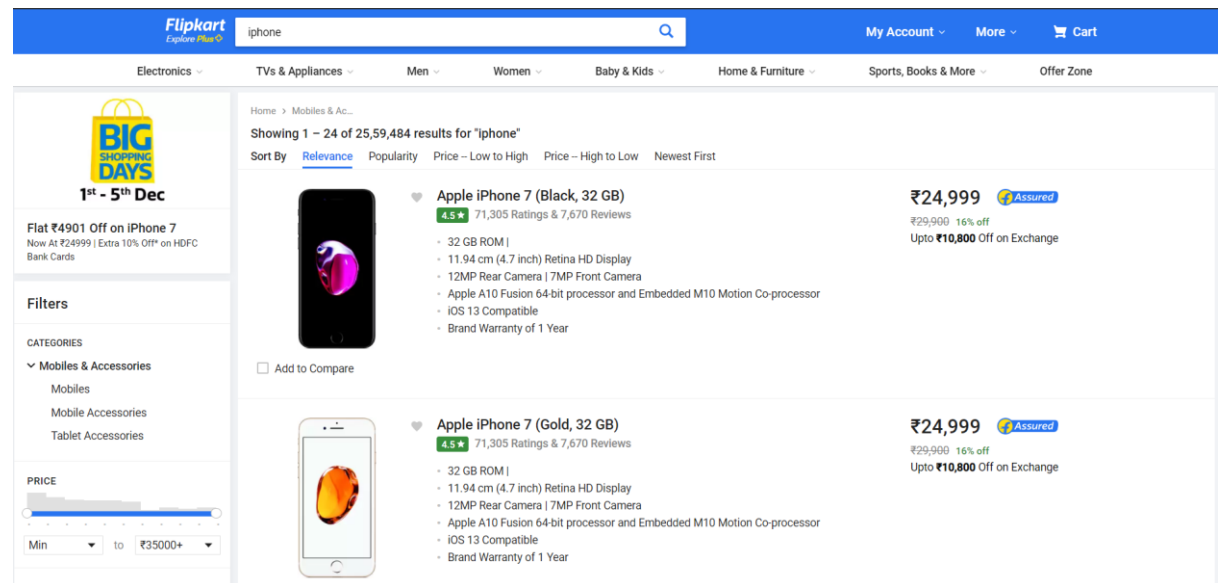 Flipkart
Explore Plus
iphone
My Account
More
Cart
Electronics
TVs & Appliances
Men
Women
Baby & Kids
Home & Furniture
Sports, Books & More
Offer Zone
BIG
SHOPPING
DAYS
1st - 5th Dec
Flat ₹4901 Off on iPhone 7
Now At ₹24999 | Extra 10% Off* on HDFC
Bank Cards
Filters
CATEGORIES
Mobiles & Accessories
Mobiles
Mobile Accessories
Tablet Accessories
PRICE
Min to ₹35000+
Home > Mobiles & Ac...
Showing 1 – 24 of 25,59,484 results for "iphone"
Sort By Relevance Popularity Price -- Low to High Price -- High to Low Newest First
Apple iPhone 7 (Black, 32 GB)
4.5★ 71,305 Ratings & 7,670 Reviews
32 GB ROM |
11.94 cm (4.7 inch) Retina HD Display
12MP Rear Camera | 7MP Front Camera
Apple A10 Fusion 64-bit processor and Embedded M10 Motion Co-processor
iOS 13 Compatible
Brand Warranty of 1 Year
₹24,999 Assured
₹29,900 16% off
Upto ₹10,800 Off on Exchange
Add to Compare
Apple iPhone 7 (Gold, 32 GB)
4.5★ 71,305 Ratings & 7,670 Reviews
32 GB ROM |
11.94 cm (4.7 inch) Retina HD Display
12MP Rear Camera | 7MP Front Camera
Apple A10 Fusion 64-bit processor and Embedded M10 Motion Co-processor
iOS 13 Compatible
Brand Warranty of 1 Year
₹24,999 Assured
₹29,900 16% off
Upto ₹10,800 Off on Exchange